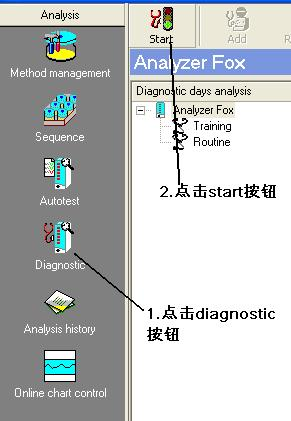 Analysis
Method management
Sequence
Autotest
Diagnostic
Analysis history
Online chart control
Start
Add
R
Analyzer Fox
Diagnostic days analysis
Analyzer Fox
Training
Routine
2.点击start按钮
1.点击diagnostic
按钮